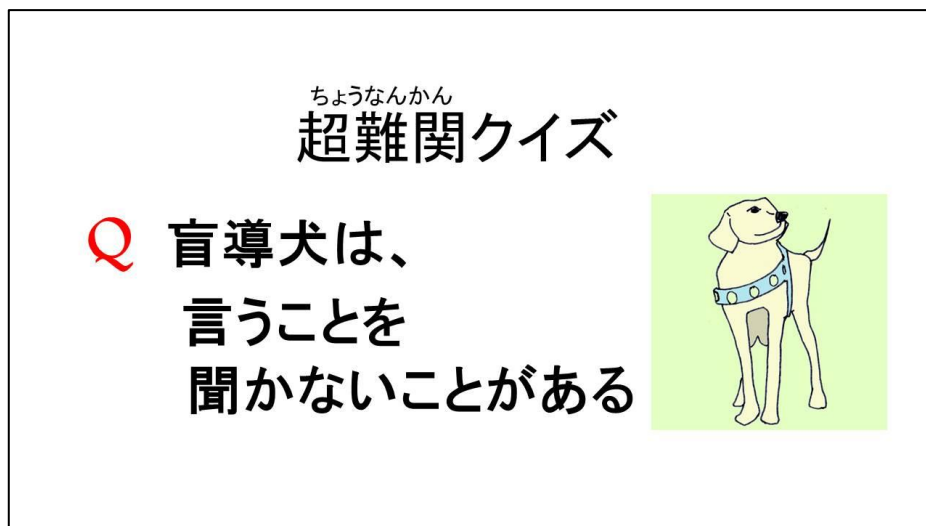 ちょうなんかん
超難関クイズ
Q 盲導犬は、
言うことを
聞かないことがある